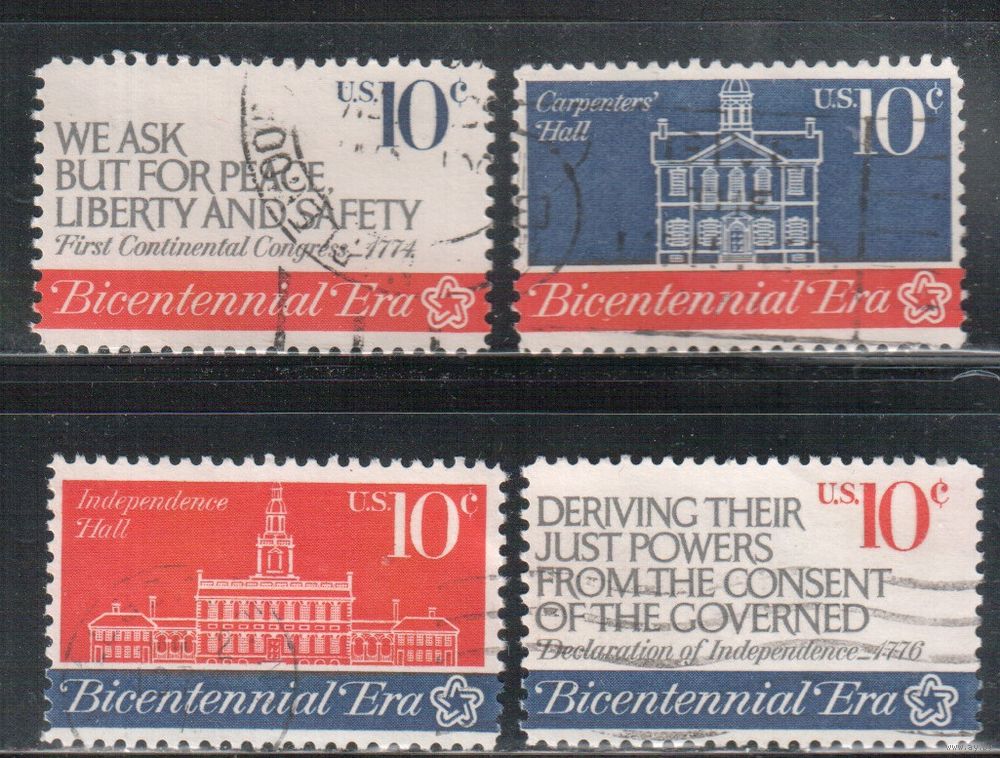 U.S. 10¢
WE ASK
BUT FOR PEACE,
LIBERTY AND SAFETY
First Continental Congress, 1774
Bicentennial Era
Carpenters'
Hall
U.S. 10¢
Bicentennial Era
Independence
Hall
U.S. 10¢
Bicentennial Era
U.S. 10¢
DERIVING THEIR
JUST POWERS
FROM THE CONSENT
OF THE GOVERNED
Declaration of Independence, 1776
Bicentennial Era